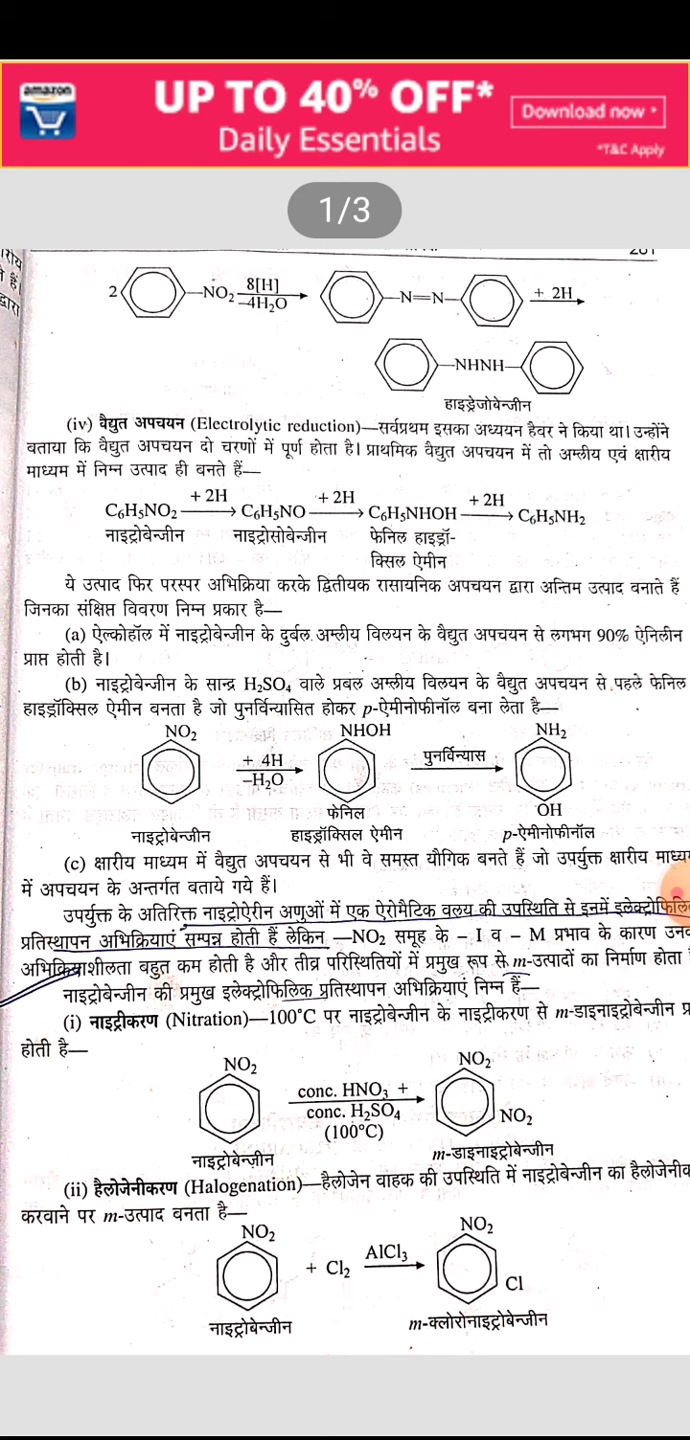 amazon
UP TO 40% OFF*
Daily Essentials
Download now
*T&C Apply
1/3
2 —NO₂ 8[H] —N=N— + 2H
–4H₂O
—NHNH—
हाइड्रेजोबेन्जीन
(iv) वैद्युत अपचयन (Electrolytic reduction)—सर्वप्रथम इसका अध्ययन हैबर ने किया था। उन्होंने
बताया कि वैद्युत अपचयन दो चरणों में पूर्ण होता है। प्राथमिक वैद्युत अपचयन में तो अम्लीय एवं क्षारीय
माध्यम में निम्न उत्पाद ही बनते हैं—
+ 2H + 2H + 2H
C₆H₅NO₂ ⟶ C₆H₅NO ⟶ C₆H₅NHOH ⟶ C₆H₅NH₂
नाइट्रोबेन्जीन नाइट्रोसोबेन्जीन फेनिल हाइड्रॉ-
क्सिल ऐमीन
ये उत्पाद फिर परस्पर अभिक्रिया करके द्वितीयक रासायनिक अपचयन द्वारा अन्तिम उत्पाद बनाते हैं
जिनका संक्षिप्त विवरण निम्न प्रकार है—
(a) ऐल्कोहॉल में नाइट्रोबेन्जीन के दुर्बल अम्लीय विलयन के वैद्युत अपचयन से लगभग 90% ऐनिलीन
प्राप्त होती है।
(b) नाइट्रोबेन्जीन के सान्द्र H₂SO₄ वाले प्रबल अम्लीय विलयन के वैद्युत अपचयन से पहले फेनिल
हाइड्रॉक्सिल ऐमीन बनता है जो पुनर्विन्यासित होकर p-ऐमीनोफीनॉल बना लेता है—
NO₂ NHOH NH₂
+ 4H पुनर्विन्यास
–H₂O
फेनिल OH
नाइट्रोबेन्जीन हाइड्रॉक्सिल ऐमीन p-ऐमीनोफीनॉल
(c) क्षारीय माध्यम में वैद्युत अपचयन से भी वे समस्त यौगिक बनते हैं जो उपर्युक्त क्षारीय माध्य
में अपचयन के अन्तर्गत बताये गये हैं।
उपर्युक्त के अतिरिक्त नाइट्रोऐरीन अणुओं में एक ऐरोमैटिक वलय की उपस्थिति से इनमें इलेक्ट्रोफिलि
प्रतिस्थापन अभिक्रियाएं सम्पन्न होती हैं लेकिन —NO₂ समूह के – I व – M प्रभाव के कारण उन
अभिक्रियाशीलता बहुत कम होती है और तीव्र परिस्थितियों में प्रमुख रूप से m-उत्पादों का निर्माण होता
नाइट्रोबेन्जीन की प्रमुख इलेक्ट्रोफिलिक प्रतिस्थापन अभिक्रियाएं निम्न हैं—
(i) नाइट्रीकरण (Nitration)—100°C पर नाइट्रोबेन्जीन के नाइट्रीकरण से m-डाइनाइट्रोबेन्जीन प्र
होती है—
NO₂ NO₂
conc. HNO₃ +
conc. H₂SO₄ NO₂
(100°C)
नाइट्रोबेन्ज़ीन m-डाइनाइट्रोबेन्जीन
(ii) हैलोजेनीकरण (Halogenation)—हैलोजेन वाहक की उपस्थिति में नाइट्रोबेन्जीन का हैलोजेनीक
करवाने पर m-उत्पाद बनता है—
NO₂ NO₂
+ Cl₂ AlCl₃
Cl
नाइट्रोबेन्जीन m-क्लोरोनाइट्रोबेन्जीन